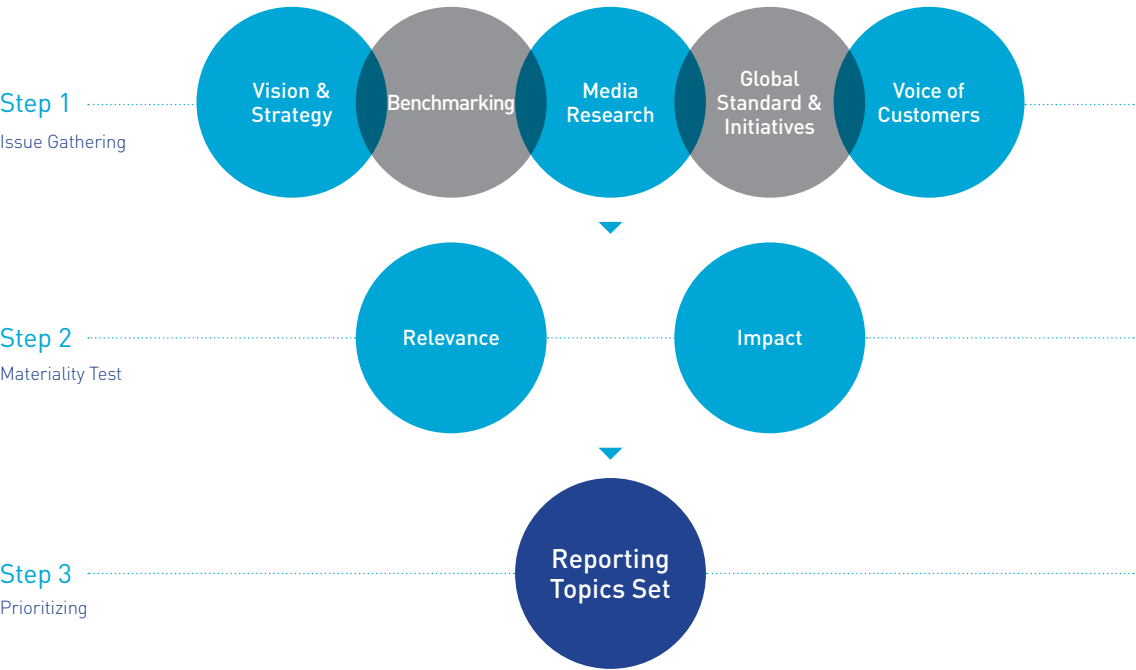 Step 1
Issue Gathering
Vision &
Strategy
Benchmarking
Media
Research
Global
Standard &
Initiatives
Voice of
Customers
Step 2
Materiality Test
Relevance
Impact
Step 3
Prioritizing
Reporting
Topics Set